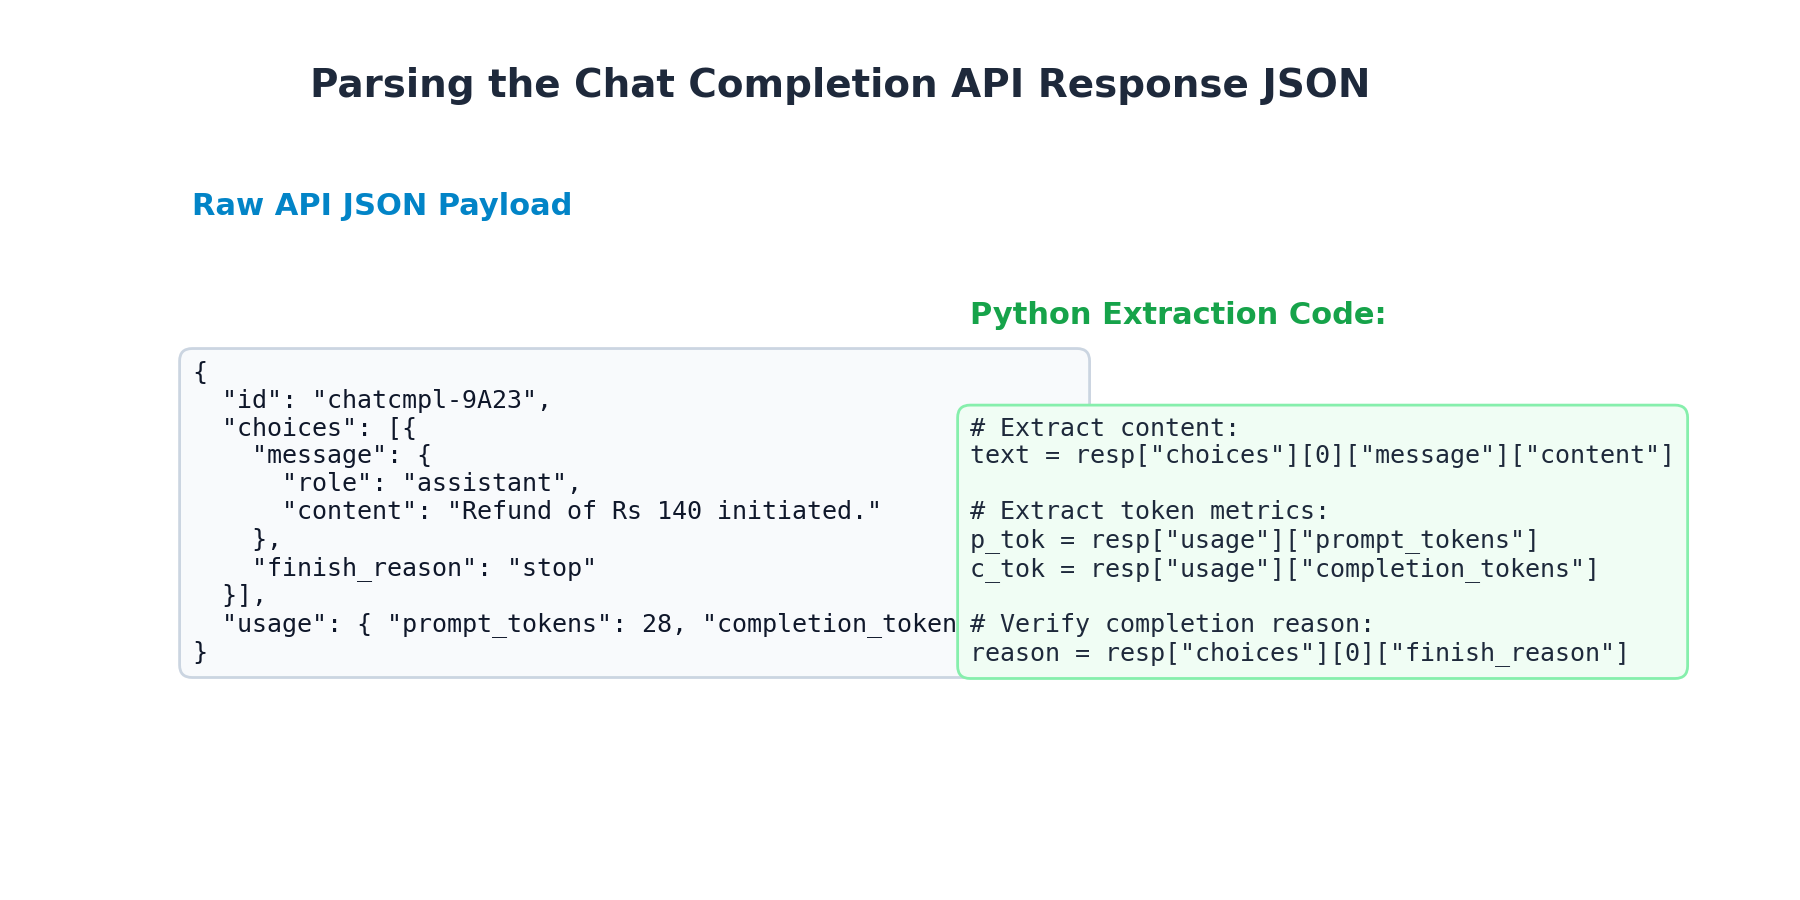 Parsing the Chat Completion API Response JSON
Raw API JSON Payload
{
  "id": "chatcmpl-9A23",
  "choices": [{
    "message": {
      "role": "assistant",
      "content": "Refund of Rs 140 initiated."
    },
    "finish_reason": "stop"
  }],
  "usage": { "prompt_tokens": 28, "completion_token
}
Python Extraction Code:
# Extract content:
text = resp["choices"][0]["message"]["content"]
# Extract token metrics:
p_tok = resp["usage"]["prompt_tokens"]
c_tok = resp["usage"]["completion_tokens"]
# Verify completion reason:
reason = resp["choices"][0]["finish_reason"]